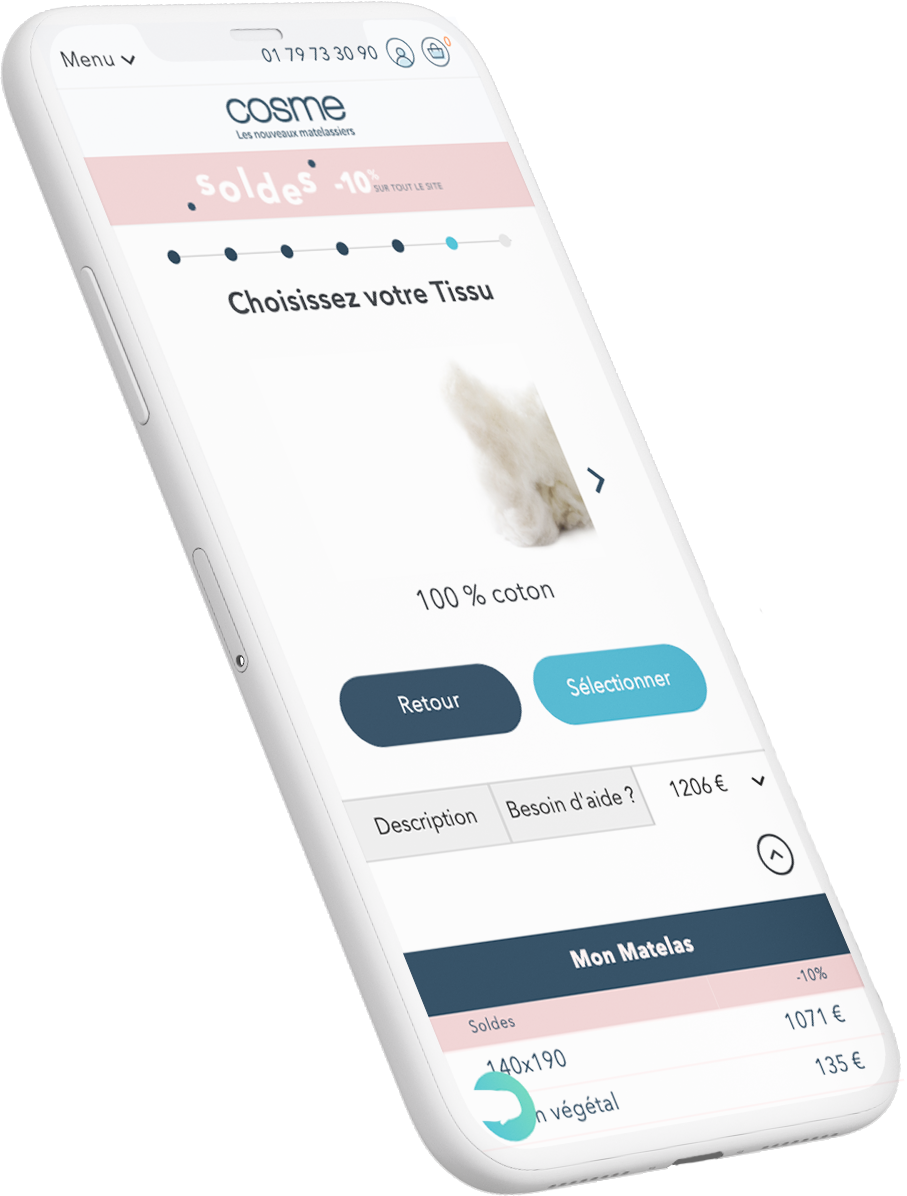 Menu
01 79 73 30 90
0
cosme
Les nouveaux matelassiers
soldes -10% SUR TOUT LE SITE
Choisissez votre Tissu
100 % coton
Retour
Sélectionner
Description
Besoin d'aide ?
1206 €
Mon Matelas
Soldes -10%
140x190 1071 €
végétal 135 €